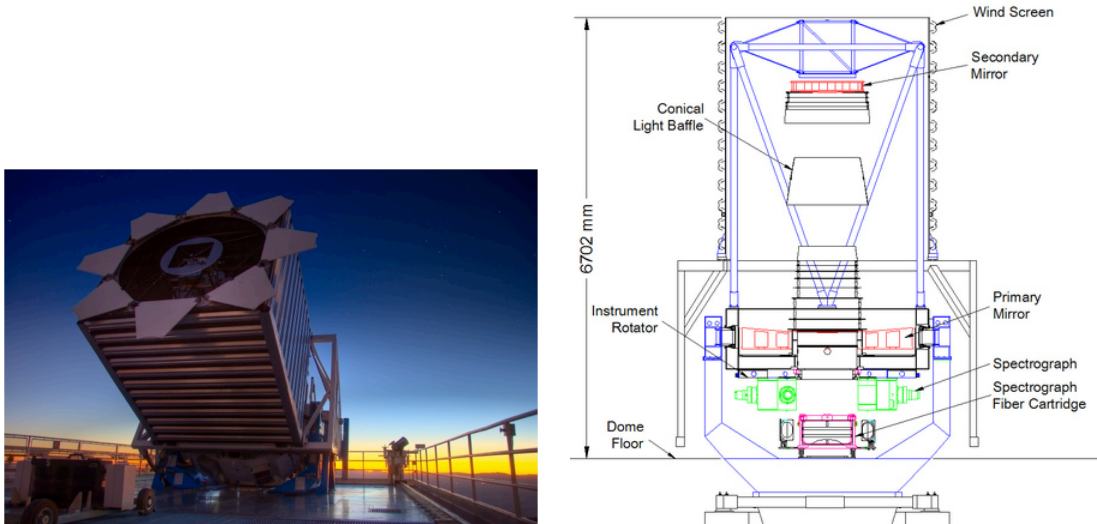 Wind Screen
Secondary
Mirror
Conical
Light Baffle
6702 mm
Instrument
Rotator
Primary
Mirror
Spectrograph
Spectrograph
Fiber Cartridge
Dome
Floor